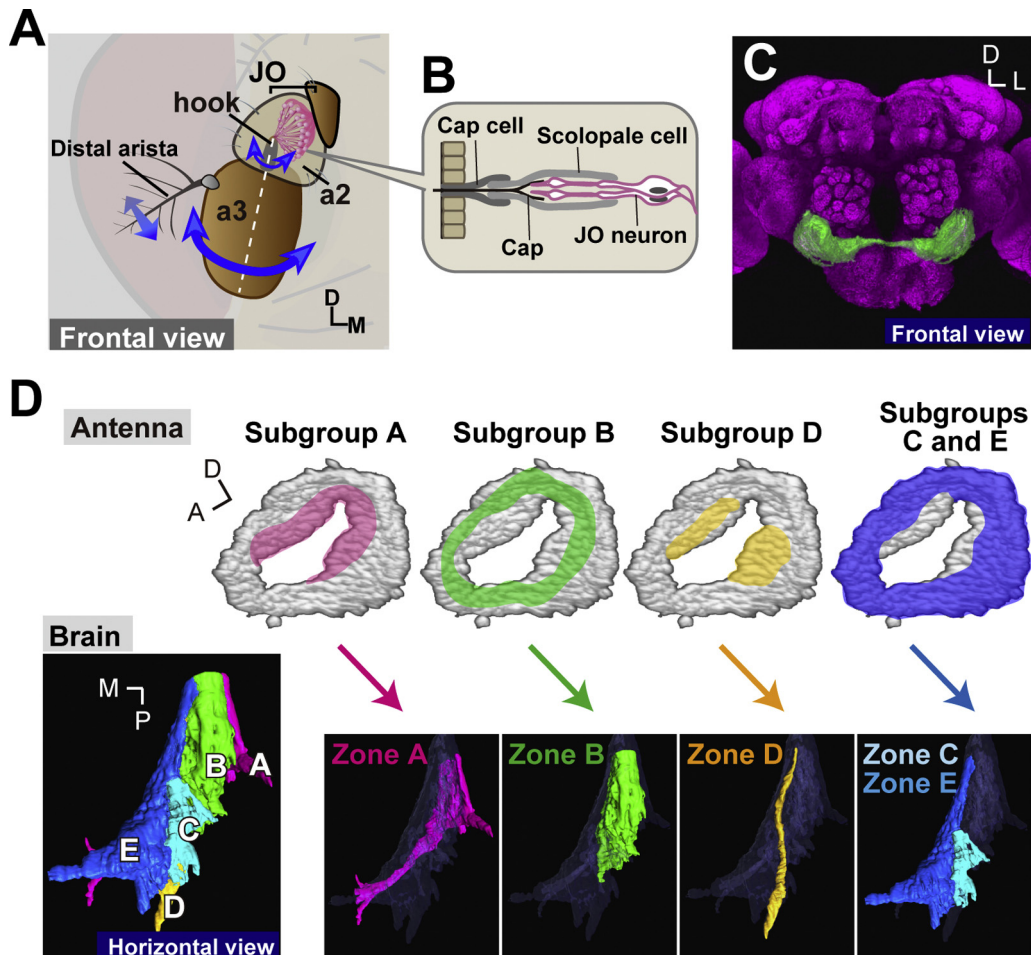 A
JO
hook
Distal arista
a2
a3
D
M
Frontal view
B
Cap cell
Scolopale cell
Cap
JO neuron
C
D
L
Frontal view
D
Antenna
Subgroup A
Subgroup B
Subgroup D
Subgroups
C and E
D
A
Brain
M
P
B
A
C
E
D
Horizontal view
Zone A
Zone B
Zone D
Zone C
Zone E